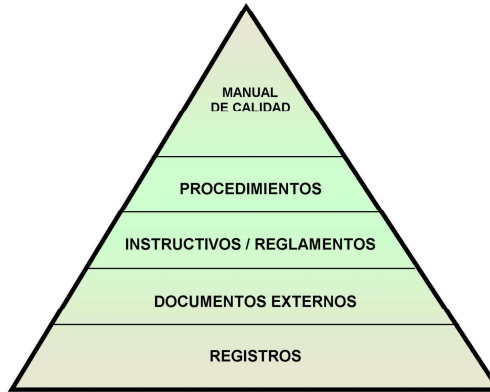 MANUAL
DE CALIDAD
PROCEDIMIENTOS
INSTRUCTIVOS / REGLAMENTOS
DOCUMENTOS EXTERNOS
REGISTROS